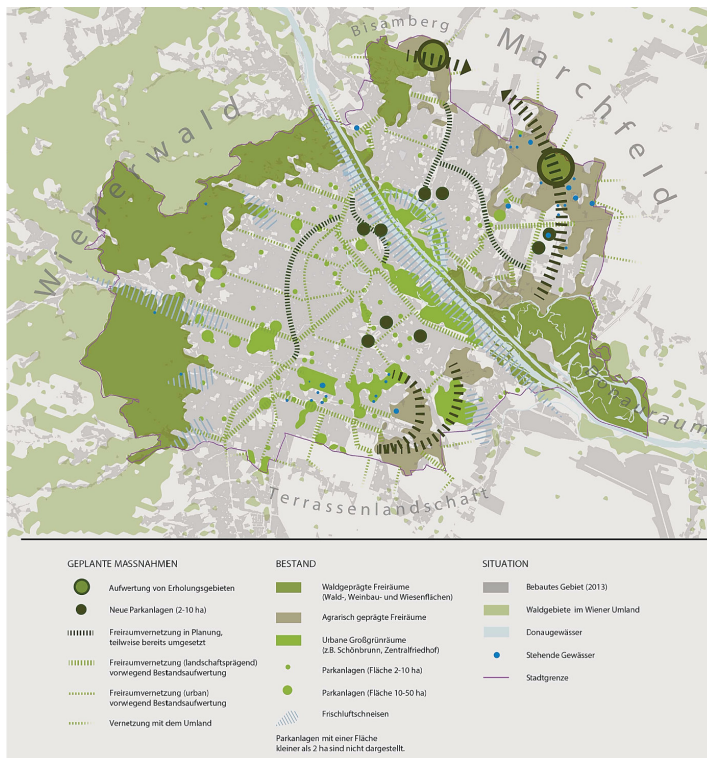 Bisamberg
Marchfeld
Wienerwald
Donauraum
Terrassenlandschaft
GEPLANTE MASSNAHMEN
Aufwertung von Erholungsgebieten
Neue Parkanlagen (2-10 ha)
Freiraumvernetzung in Planung,
teilweise bereits umgesetzt
Freiraumvernetzung (landschaftsprägend)
vorwegend Bestandsaufwertung
Freiraumvernetzung (urban)
vorwegend Bestandsaufwertung
Vernetzung mit dem Umland
BESTAND
Waldgeprägte Freiräume
(Wald-, Weinbau- und Wiesenflächen)
Agrarisch geprägte Freiräume
Urbane Großgrünräume
(z.B. Schönbrunn, Zentralfriedhof)
Parkanlagen (Fläche 2-10 ha)
Parkanlagen (Fläche 10-50 ha)
Frischluftschneisen
Parkanlagen mit einer Fläche
kleiner als 2 ha sind nicht dargestellt.
SITUATION
Bebautes Gebiet (2013)
Waldgebiete im Wiener Umland
Donaugewässer
Stehende Gewässer
Stadtgrenze